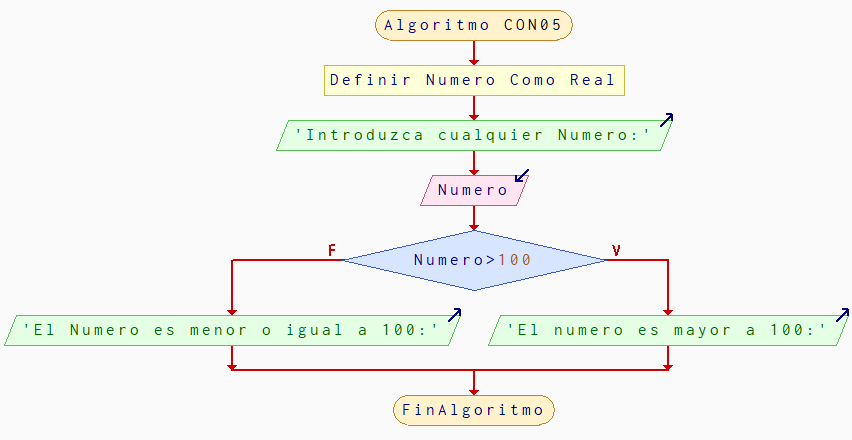 Algoritmo CON05
Definir Numero Como Real
'Introduzca cualquier Numero:'
Numero
F
V
Numero>100
'El Numero es menor o igual a 100:'
'El numero es mayor a 100:'
FinAlgoritmo